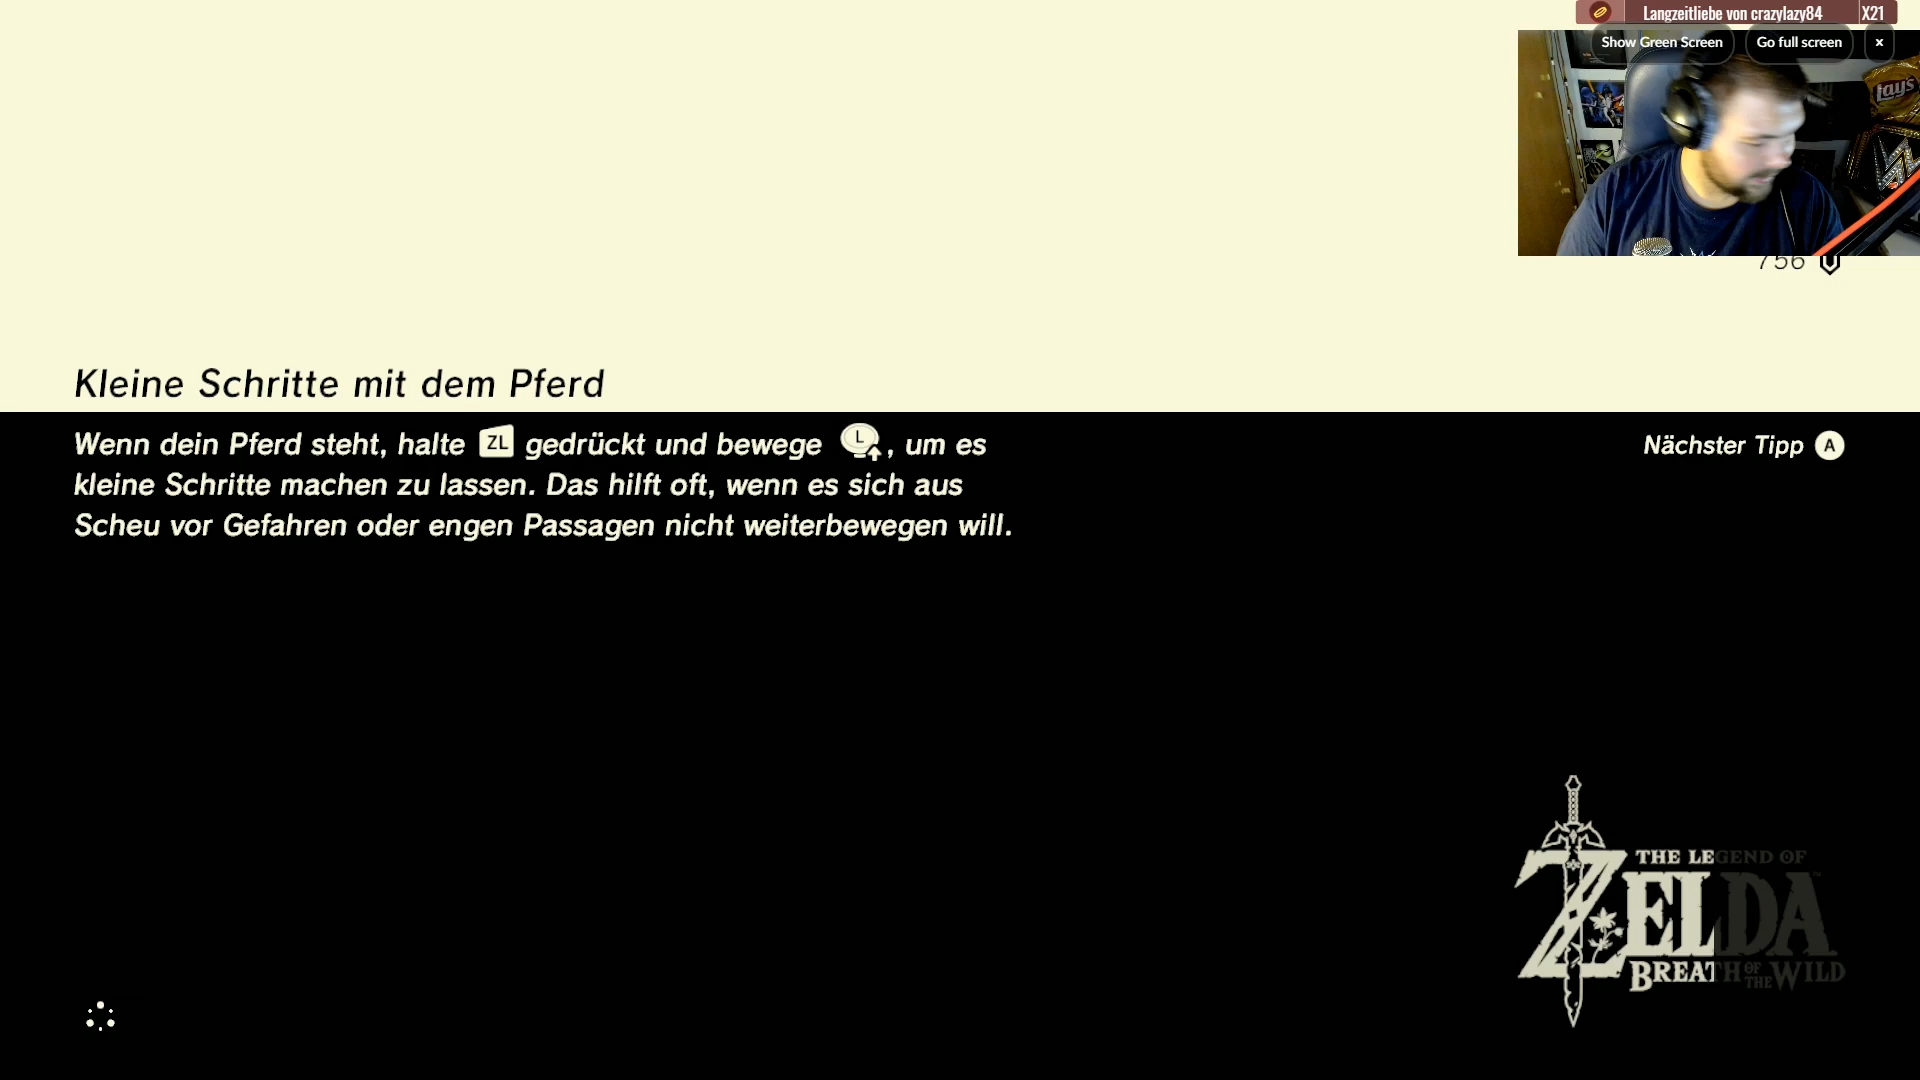 Langzeitliebe von crazylazy84 X21
Show Green Screen Go full screen x
Lay's
756
Kleine Schritte mit dem Pferd
Wenn dein Pferd steht, halte ZL gedrückt und bewege L, um es
kleine Schritte machen zu lassen. Das hilft oft, wenn es sich aus
Scheu vor Gefahren oder engen Passagen nicht weiterbewegen will.
Nächster Tipp A
THE LEGEND OF
ZELDA
BREATH OF THE WILD